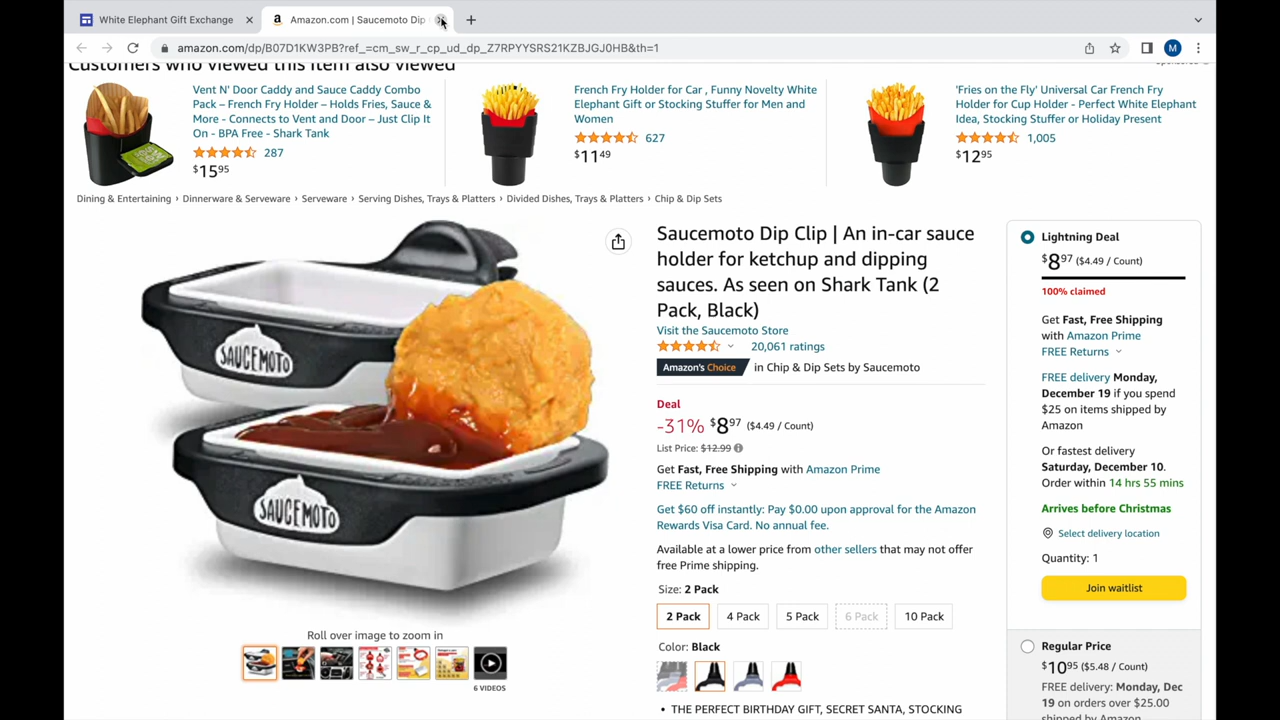 White Elephant Gift Exchange
Amazon.com | Saucemoto Dip
amazon.com/dp/B07D1KW3PB?ref_=cm_sw_r_cp_ud_dp_Z7RPYYSRS21KZBJGJ0HB&th=1
M
Customers who viewed this item also viewed
Vent N' Door Caddy and Sauce Caddy Combo
Pack – French Fry Holder – Holds Fries, Sauce &
More - Connects to Vent and Door – Just Clip It
On - BPA Free - Shark Tank
287
$15 95
French Fry Holder for Car , Funny Novelty White
Elephant Gift or Stocking Stuffer for Men and
Women
627
$11 49
'Fries on the Fly' Universal Car French Fry
Holder for Cup Holder - Perfect White Elephant
Idea, Stocking Stuffer or Holiday Present
1,005
$12 95
Dining & Entertaining › Dinnerware & Serveware › Serveware › Serving Dishes, Trays & Platters › Divided Dishes, Trays & Platters › Chip & Dip Sets
SAUCEMOTO
SAUCEMOTO
Roll over image to zoom in
6 VIDEOS
Saucemoto Dip Clip | An in-car sauce
holder for ketchup and dipping
sauces. As seen on Shark Tank (2
Pack, Black)
Visit the Saucemoto Store
20,061 ratings
Amazon's Choice in Chip & Dip Sets by Saucemoto
Deal
-31% $8 97 ($4.49 / Count)
List Price: $12.99
Get Fast, Free Shipping with Amazon Prime
FREE Returns
Get $60 off instantly: Pay $0.00 upon approval for the Amazon
Rewards Visa Card. No annual fee.
Available at a lower price from other sellers that may not offer
free Prime shipping.
Size: 2 Pack
2 Pack 4 Pack 5 Pack 6 Pack 10 Pack
Color: Black
• THE PERFECT BIRTHDAY GIFT, SECRET SANTA, STOCKING
Lightning Deal
$8 97 ($4.49 / Count)
100% claimed
Get Fast, Free Shipping
with Amazon Prime
FREE Returns
FREE delivery Monday,
December 19 if you spend
$25 on items shipped by
Amazon
Or fastest delivery
Saturday, December 10.
Order within 14 hrs 55 mins
Arrives before Christmas
Select delivery location
Quantity: 1
Join waitlist
Regular Price
$10 95 ($5.48 / Count)
FREE delivery: Monday, Dec
19 on orders over $25.00
shipped by Amazon